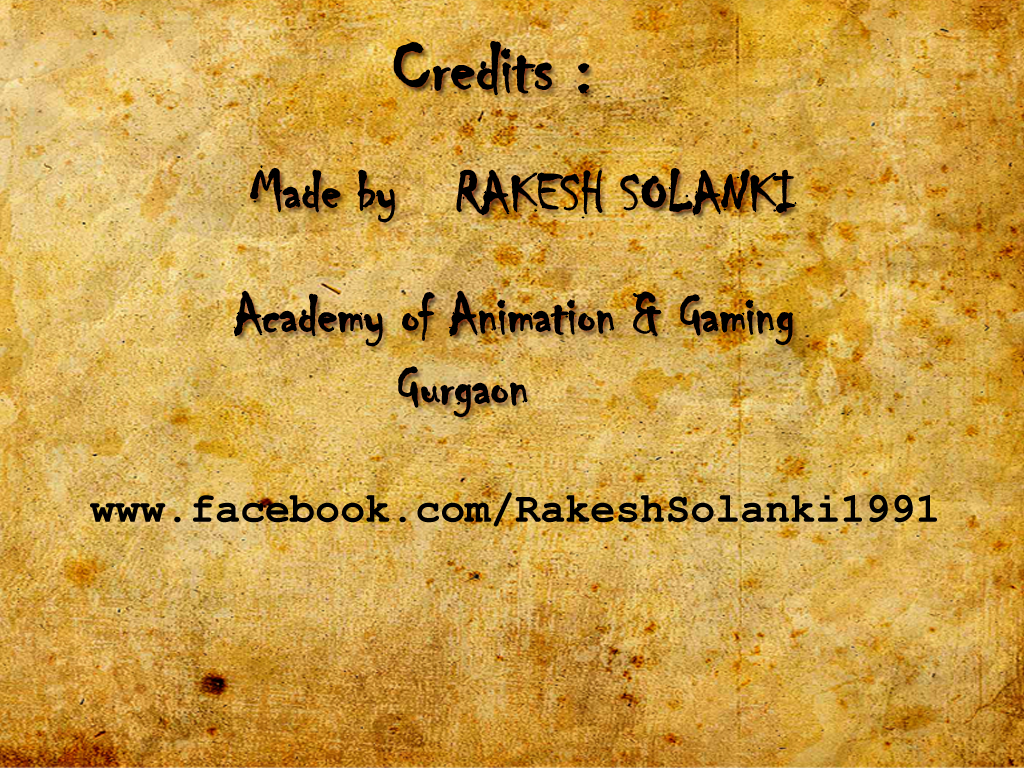 Credits :
Made by RAKESH SOLANKI
Academy of Animation & Gaming
Gurgaon
www.facebook.com/RakeshSolanki1991